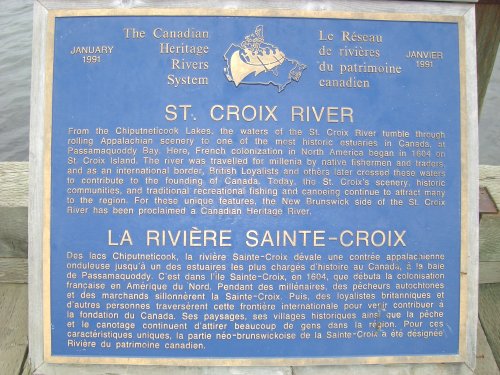 The Canadian
Heritage
Rivers
System
Le Réseau
de rivières
du patrimoine
canadien
JANUARY
1991
JANVIER
1991
ST. CROIX RIVER
From the Chiputneticook Lakes, the waters of the St. Croix River tumble through
rolling Appalachian scenery to one of the most historic estuaries in Canada, at
Passamaquoddy Bay. Here, French colonization in North America began in 1604 on
St. Croix Island. The river was travelled for millenia by native fishermen and traders,
and as an international border, British Loyalists and others later crossed these waters
to contribute to the founding of Canada. Today, the St. Croix's scenery, historic
communities, and traditional recreational fishing and canoeing continue to attract many
to the region. For these unique features, the New Brunswick side of the St. Croix
River has been proclaimed a Canadian Heritage River.
LA RIVIÈRE SAINTE-CROIX
Des lacs Chiputneticook, la rivière Sainte-Croix dévale une contrée appalachienne
onduleuse jusqu'à un des estuaires les plus chargés d'histoire au Canada, à la baie
de Passamaquoddy. C'est dans l'île Sainte-Croix, en 1604, que débuta la colonisation
française en Amérique du Nord. Pendant des millénaires, des pêcheurs autochtones
et des marchands sillonnèrent la Sainte-Croix. Puis, des loyalistes britanniques et
d'autres personnes traversèrent cette frontière internationale pour venir contribuer à
la fondation du Canada. Ses paysages, ses villages historiques ainsi que la pêche
et le canotage continuent d'attirer beaucoup de gens dans la région. Pour ces
caractéristiques uniques, la partie néo-brunswickoise de la Sainte-Croix a été désignée
Rivière du patrimoine canadien.